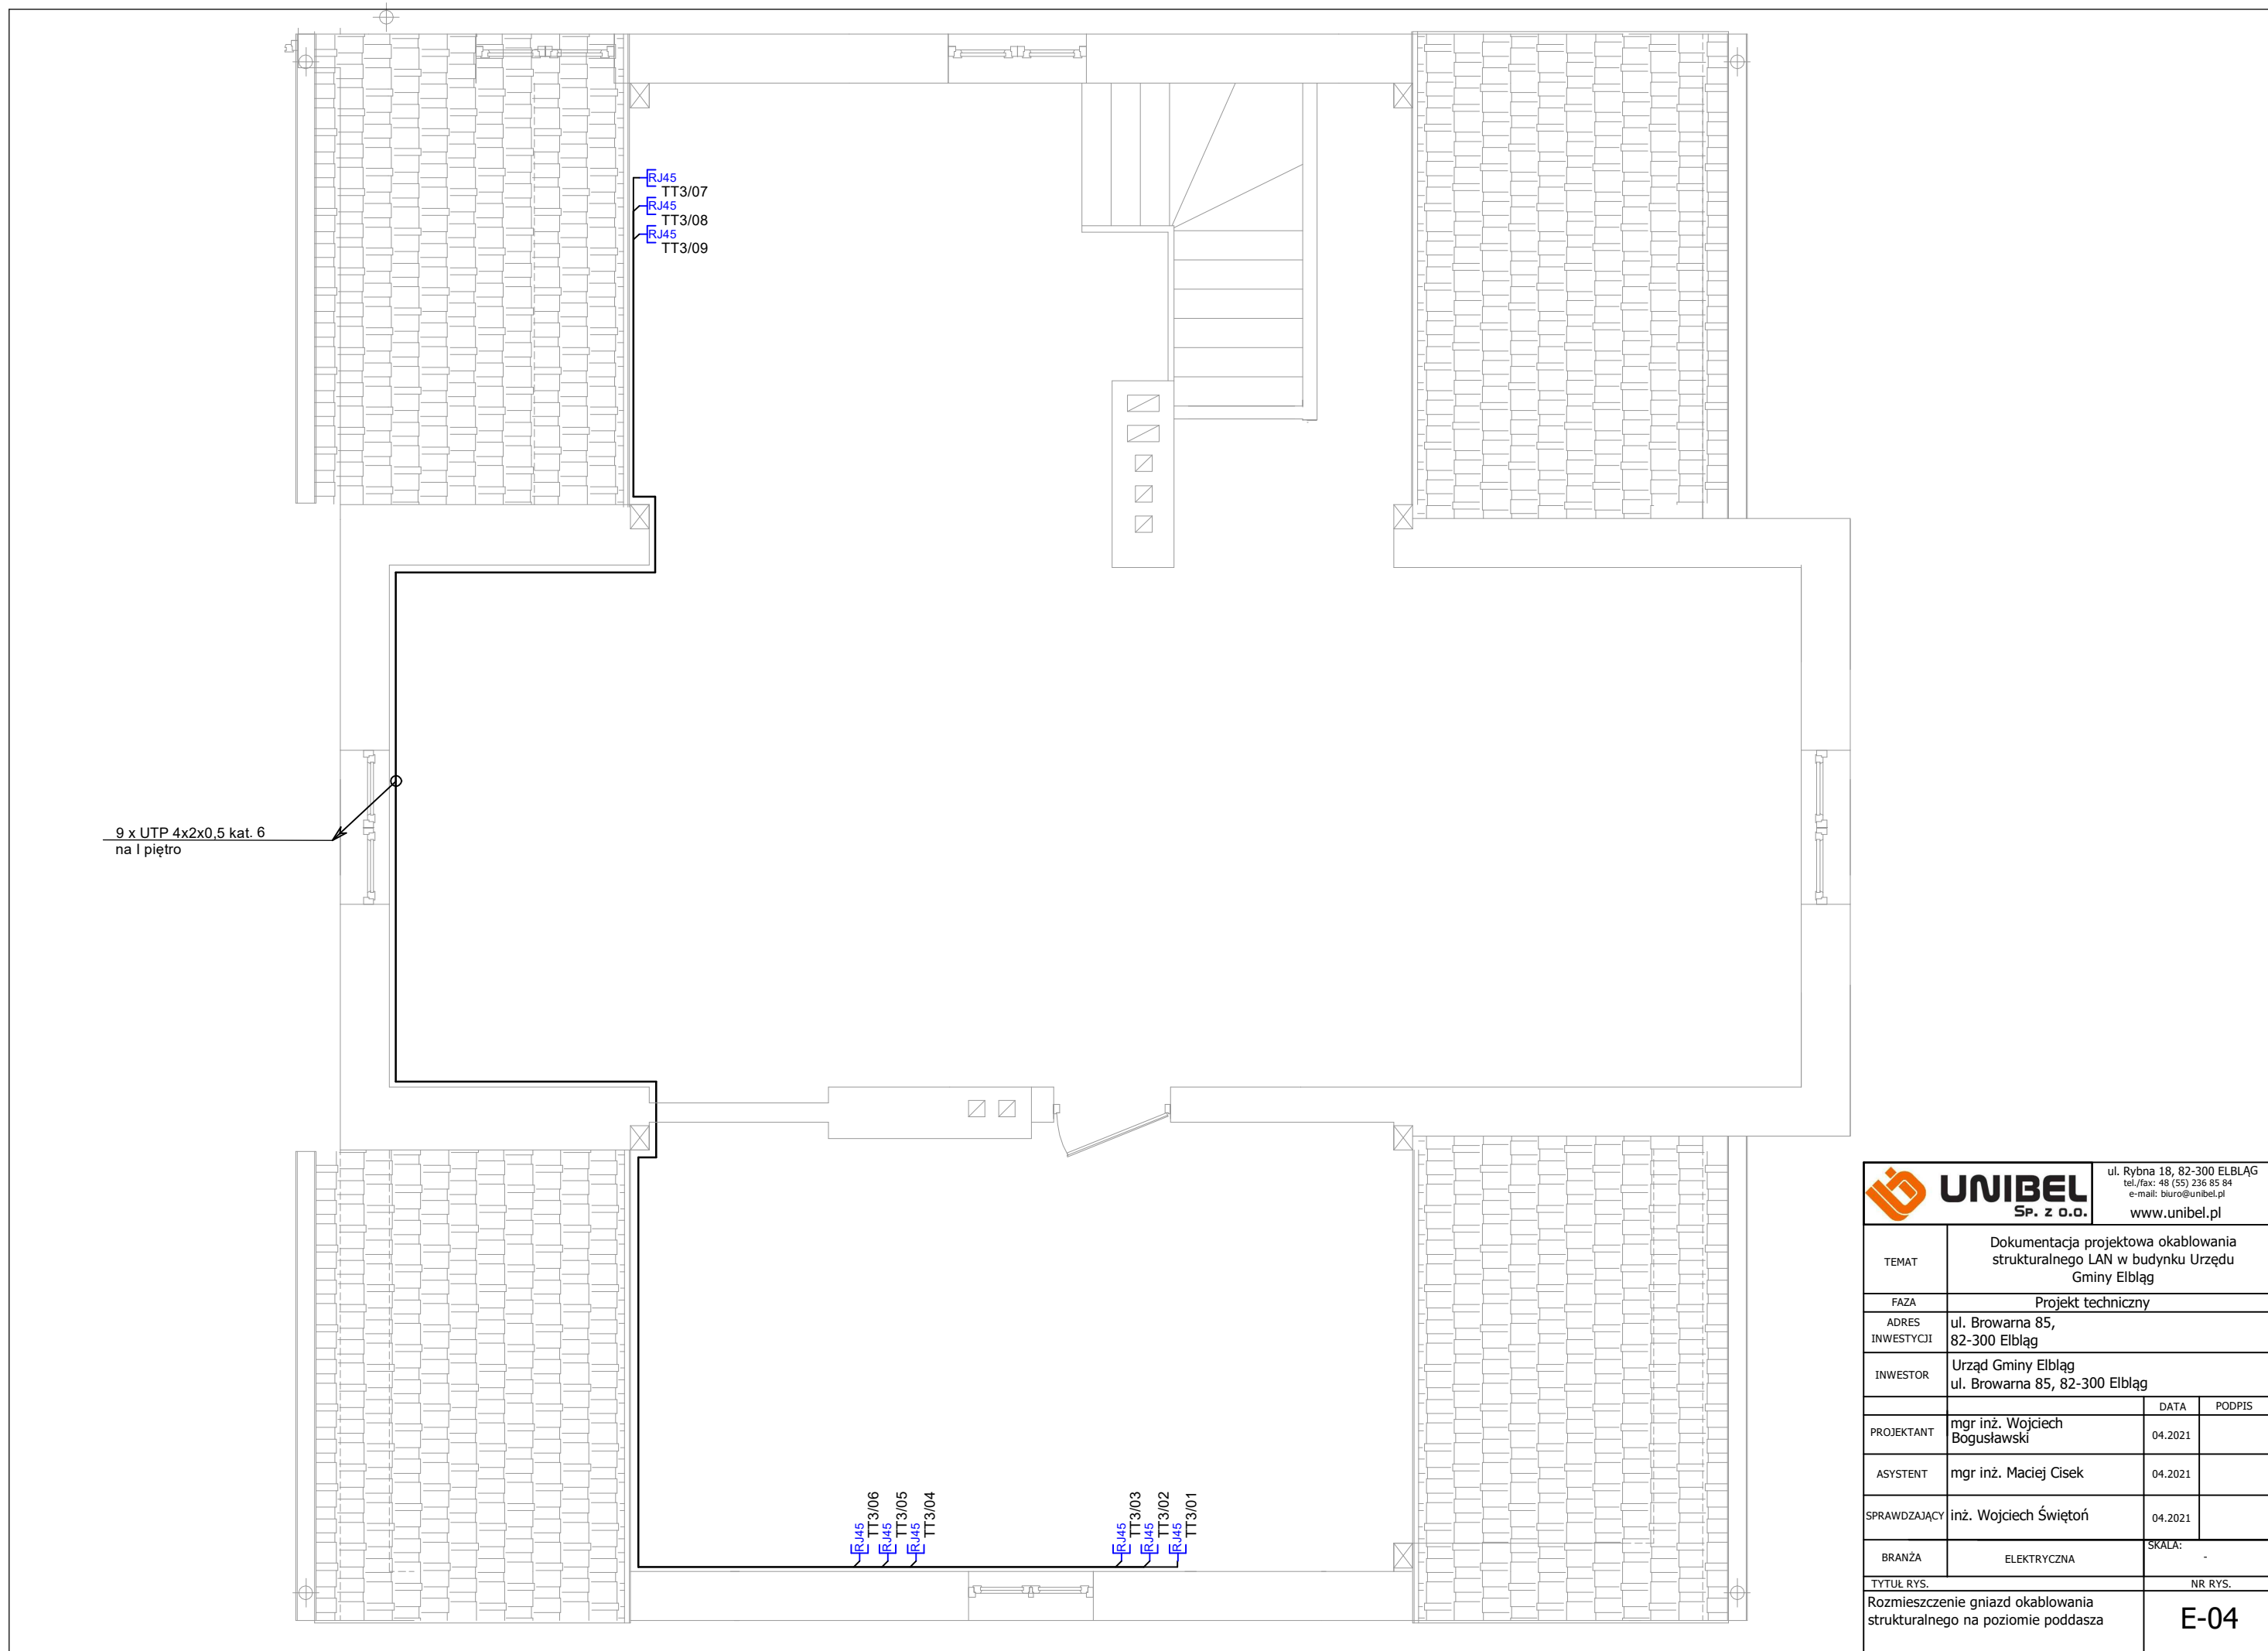 RJ45
TT3/07
RJ45
TT3/08
RJ45
TT3/09
9 x UTP 4x2x0,5 kat. 6
na I piętro
RJ45
TT3/06
RJ45
TT3/05
RJ45
TT3/04
RJ45
TT3/03
RJ45
TT3/02
RJ45
TT3/01
UNIBEL
Sp. z o.o.
ul. Rybna 18, 82-300 ELBLĄG
tel./fax: 48 (55) 236 85 84
e-mail: biuro@unibel.pl
www.unibel.pl
TEMAT
Dokumentacja projektowa okablowania
strukturalnego LAN w budynku Urzędu
Gminy Elbląg
FAZA
Projekt techniczny
ADRES
INWESTYCJI
ul. Browarna 85,
82-300 Elbląg
INWESTOR
Urząd Gminy Elbląg
ul. Browarna 85, 82-300 Elbląg
DATA
PODPIS
PROJEKTANT
mgr inż. Wojciech
Bogusławski
04.2021
ASYSTENT
mgr inż. Maciej Cisek
04.2021
SPRAWDZAJĄCY
inż. Wojciech Świętoń
04.2021
BRANŻA
ELEKTRYCZNA
SKALA:
-
TYTUŁ RYS.
NR RYS.
Rozmieszczenie gniazd okablowania
strukturalnego na poziomie poddasza
E-04